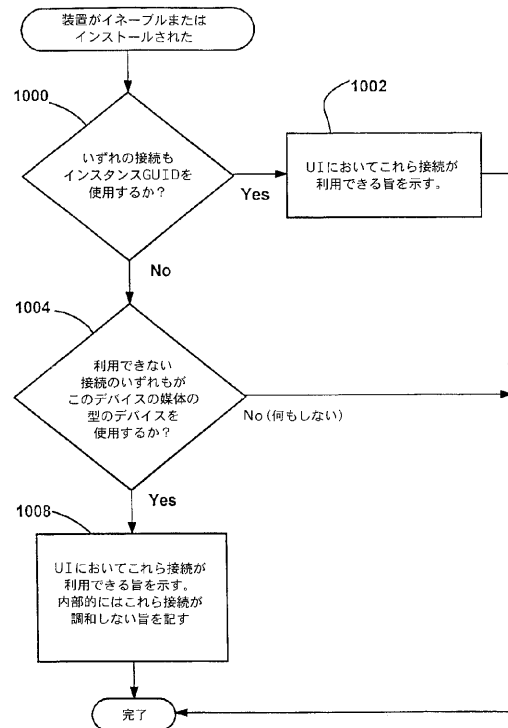 装置がイネーブルまたは
インストールされた
1000
1002
いずれの接続も
インスタンスGUIDを
使用するか?
UIにおいてこれら接続が
利用できる旨を示す。
Yes
No
1004
利用できない
接続のいずれもが
このデバイスの媒体の
型のデバイスを
使用するか?
No(何もしない)
Yes
1008
UIにおいてこれら接続が
利用できる旨を示す。
内部的にはこれら接続が
調和しない旨を記す
完了